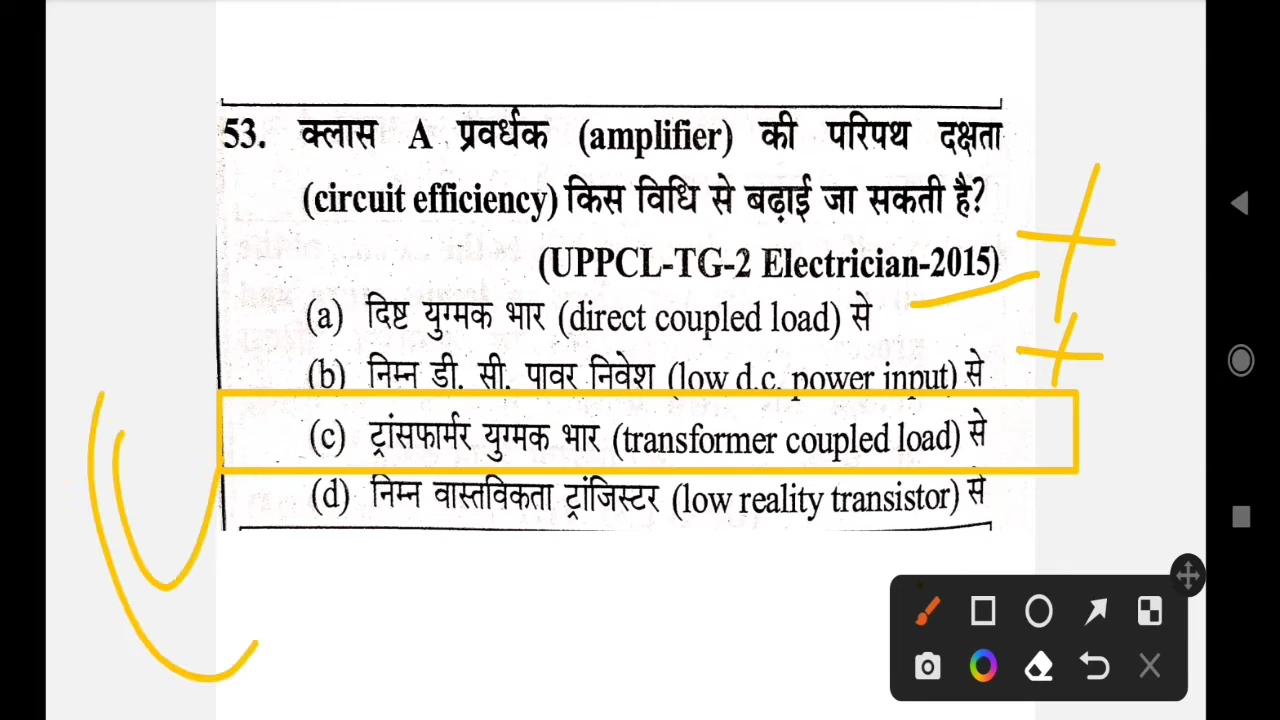 53. क्लास A प्रवर्धक (amplifier) की परिपथ दक्षता
(circuit efficiency) किस विधि से बढ़ाई जा सकती है?
(UPPCL-TG-2 Electrician-2015)
(a) दिष्ट युग्मक भार (direct coupled load) से
(b) निम्न डी. सी. पावर निवेश (low d.c. power input) से
(c) ट्रांसफार्मर युग्मक भार (transformer coupled load) से
(d) निम्न वास्तविकता ट्रांजिस्टर (low reality transistor) से